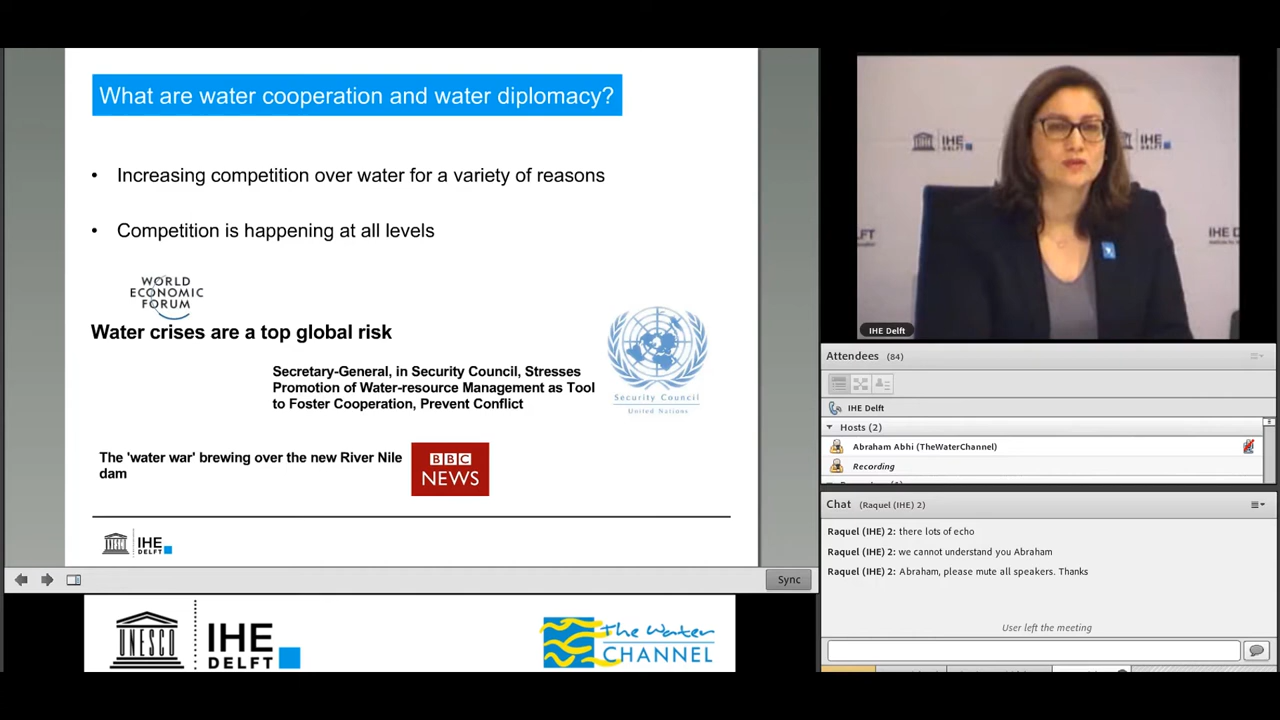 What are water cooperation and water diplomacy?
• Increasing competition over water for a variety of reasons
• Competition is happening at all levels
WORLD
ECONOMIC
FORUM
Water crises are a top global risk
Secretary-General, in Security Council, Stresses
Promotion of Water-resource Management as Tool
to Foster Cooperation, Prevent Conflict
Security Council
United Nations
The 'water war' brewing over the new River Nile
dam
BBC
NEWS
IHE
DELFT
Sync
UNESCO
IHE
DELFT
The Water
CHANNEL
IHE
DELFT
IHE
IHE D
IHE Delft
Attendees (84)
IHE Delft
Hosts (2)
Abraham Abhi (TheWaterChannel)
Recording
Chat (Raquel (IHE) 2)
Raquel (IHE) 2: there lots of echo
Raquel (IHE) 2: we cannot understand you Abraham
Raquel (IHE) 2: Abraham, please mute all speakers. Thanks
User left the meeting